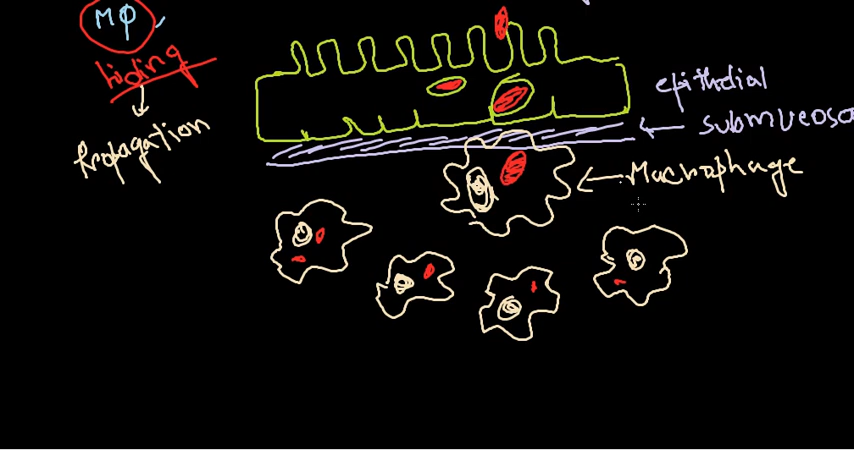 Mφ
hiding
Propagation
epithelial
submucosa
Macrophage